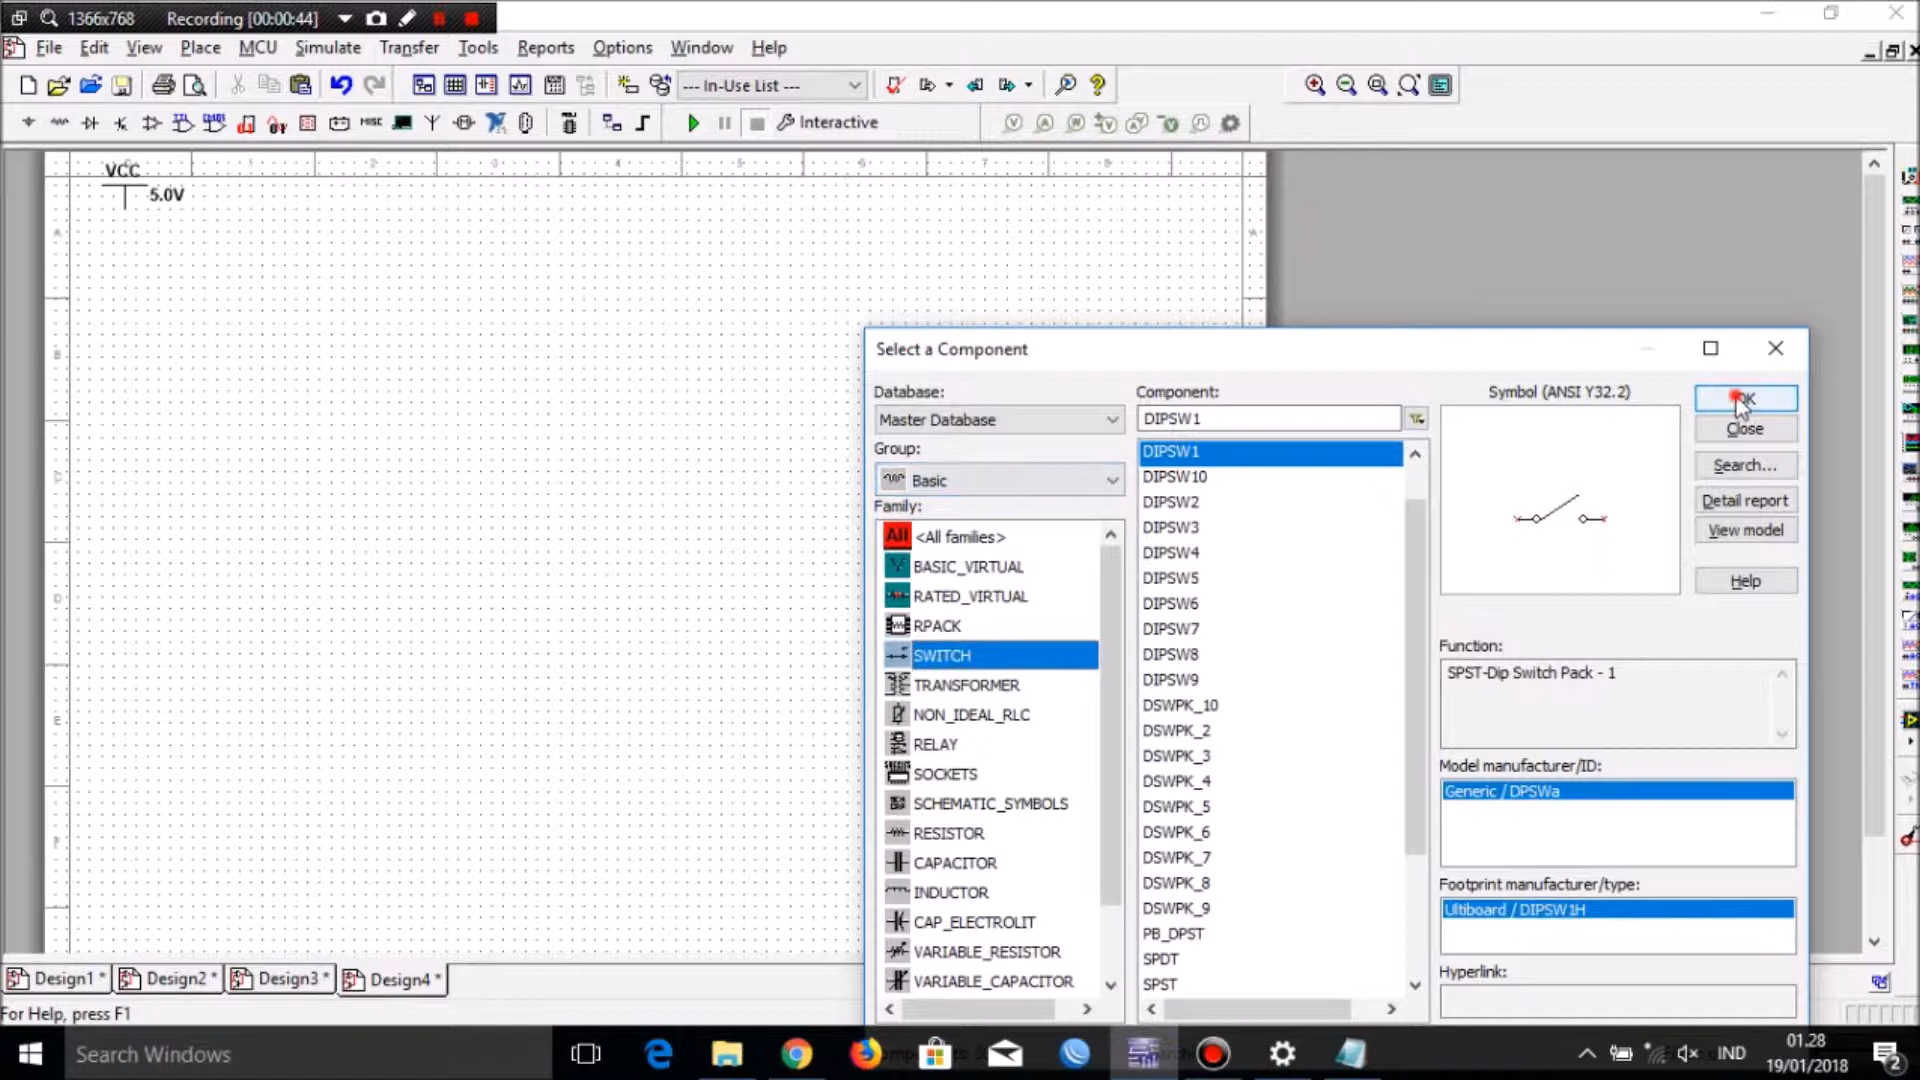 1366x768 Recording [00:00:44]
File Edit View Place MCU Simulate Transfer Tools Reports Options Window Help
--- In-Use List ---
Interactive
VCC
5.0V
Select a Component
Database:
Master Database
Group:
Basic
Family:
All <All families>
BASIC_VIRTUAL
RATED_VIRTUAL
RPACK
SWITCH
TRANSFORMER
NON_IDEAL_RLC
RELAY
SOCKETS
SCHEMATIC_SYMBOLS
RESISTOR
CAPACITOR
INDUCTOR
CAP_ELECTROLIT
VARIABLE_RESISTOR
VARIABLE_CAPACITOR
Component:
DIPSW1
DIPSW1
DIPSW10
DIPSW2
DIPSW3
DIPSW4
DIPSW5
DIPSW6
DIPSW7
DIPSW8
DIPSW9
DSWPK_10
DSWPK_2
DSWPK_3
DSWPK_4
DSWPK_5
DSWPK_6
DSWPK_7
DSWPK_8
DSWPK_9
PB_DPST
SPDT
SPST
Symbol (ANSI Y32.2)
OK
Close
Search...
Detail report
View model
Help
Function:
SPST-Dip Switch Pack - 1
Model manufacturer/ID:
Generic / DPSWa
Footprint manufacturer/type:
Ultiboard / DIPSW1H
Hyperlink:
Design1 * Design2 * Design3 * Design4 *
For Help, press F1
Search Windows
IND
01.28
19/01/2018
2